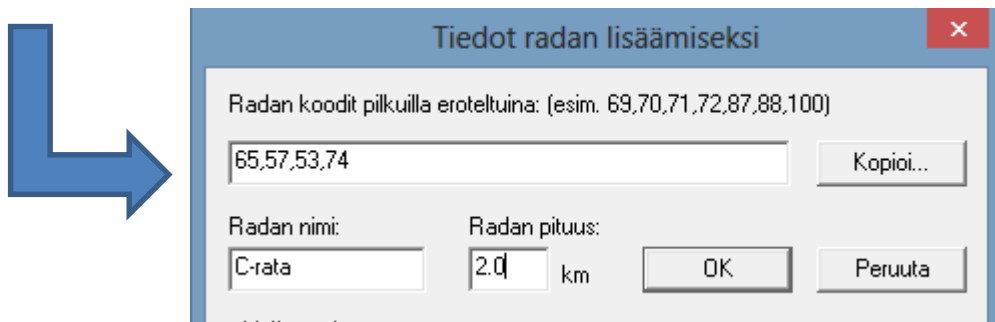 Tiedot radan lisäämiseksi
Radan koodit pilkuilla eroteltuina: (esim. 69,70,71,72,87,88,100)
65,57,53,74
Kopioi...
Radan nimi: Radan pituus:
C-rata 2.0 km OK Peruuta